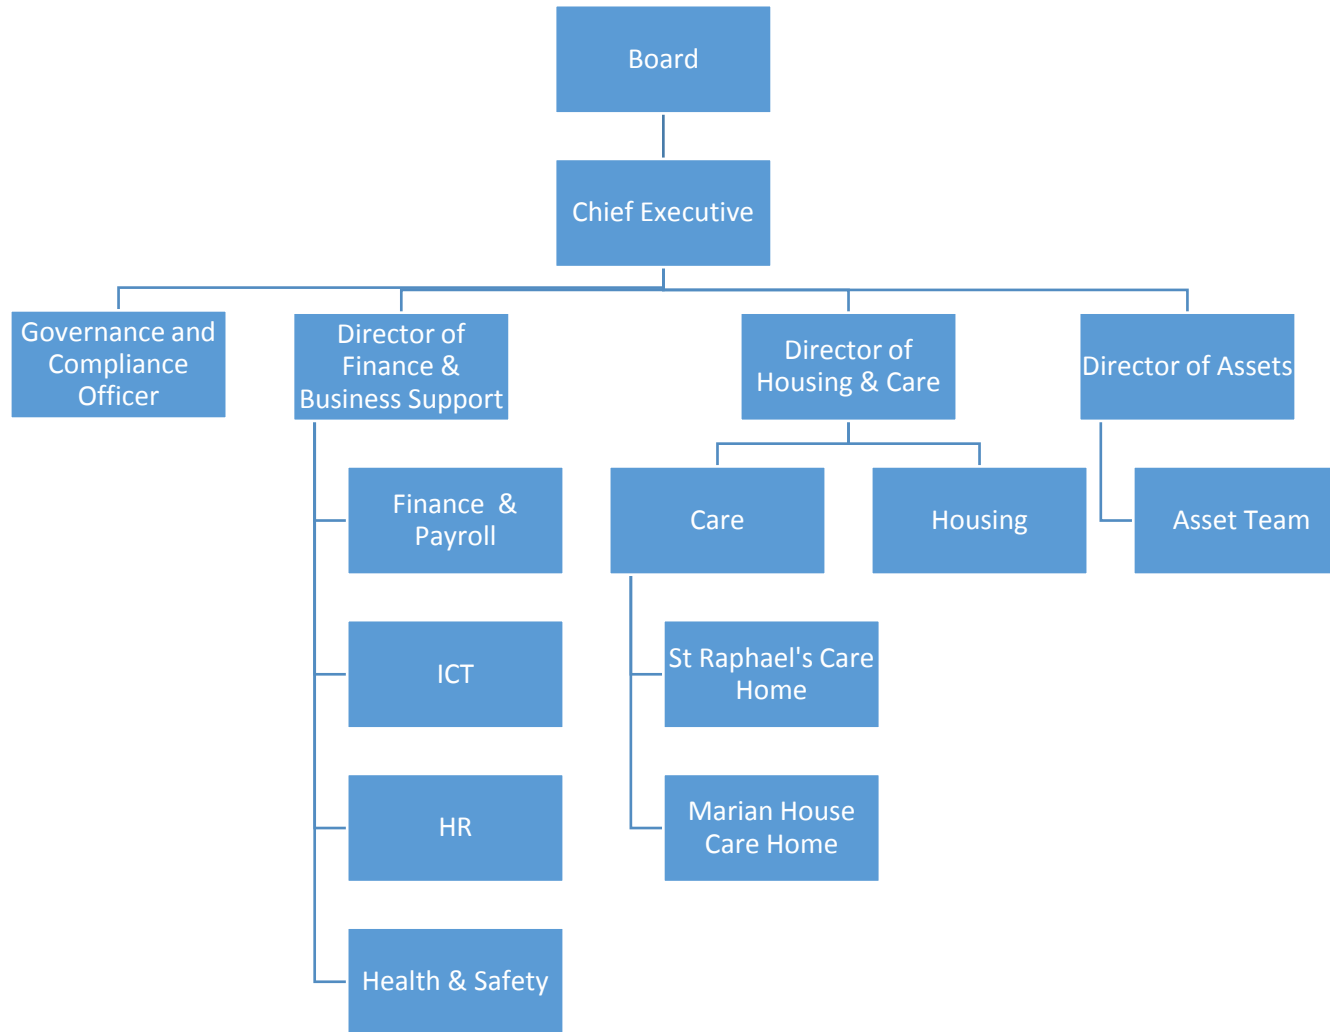 Board
Chief Executive
Governance and
Compliance
Officer
Director of
Finance &
Business Support
Director of
Housing & Care
Director of Assets
Finance  &
Payroll
Care
Housing
Asset Team
ICT
St Raphael's Care
Home
HR
Marian House
Care Home
Health & Safety